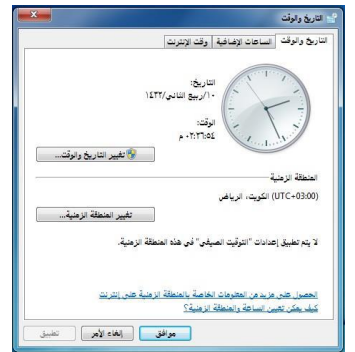 التاريخ والوقت
التاريخ والوقت الساعات الإضافية وقت الإنترنت
التاريخ:
١٠/ربيع الثاني/١٤٣٢
الوقت:
٠٢:٣٦:٥٤ م
تغيير التاريخ والوقت...
المنطقة الزمنية
(UTC+03:00) الكويت، الرياض
تغيير المنطقة الزمنية...
لا يتم تطبيق إعدادات "التوقيت الصيفي" في هذه المنطقة الزمنية.
الحصول على مزيد من المعلومات الخاصة بالمنطقة الزمنية على إنترنت
كيف يمكن تعيين الساعة والمنطقة الزمنية؟
موافق إلغاء الأمر تطبيق